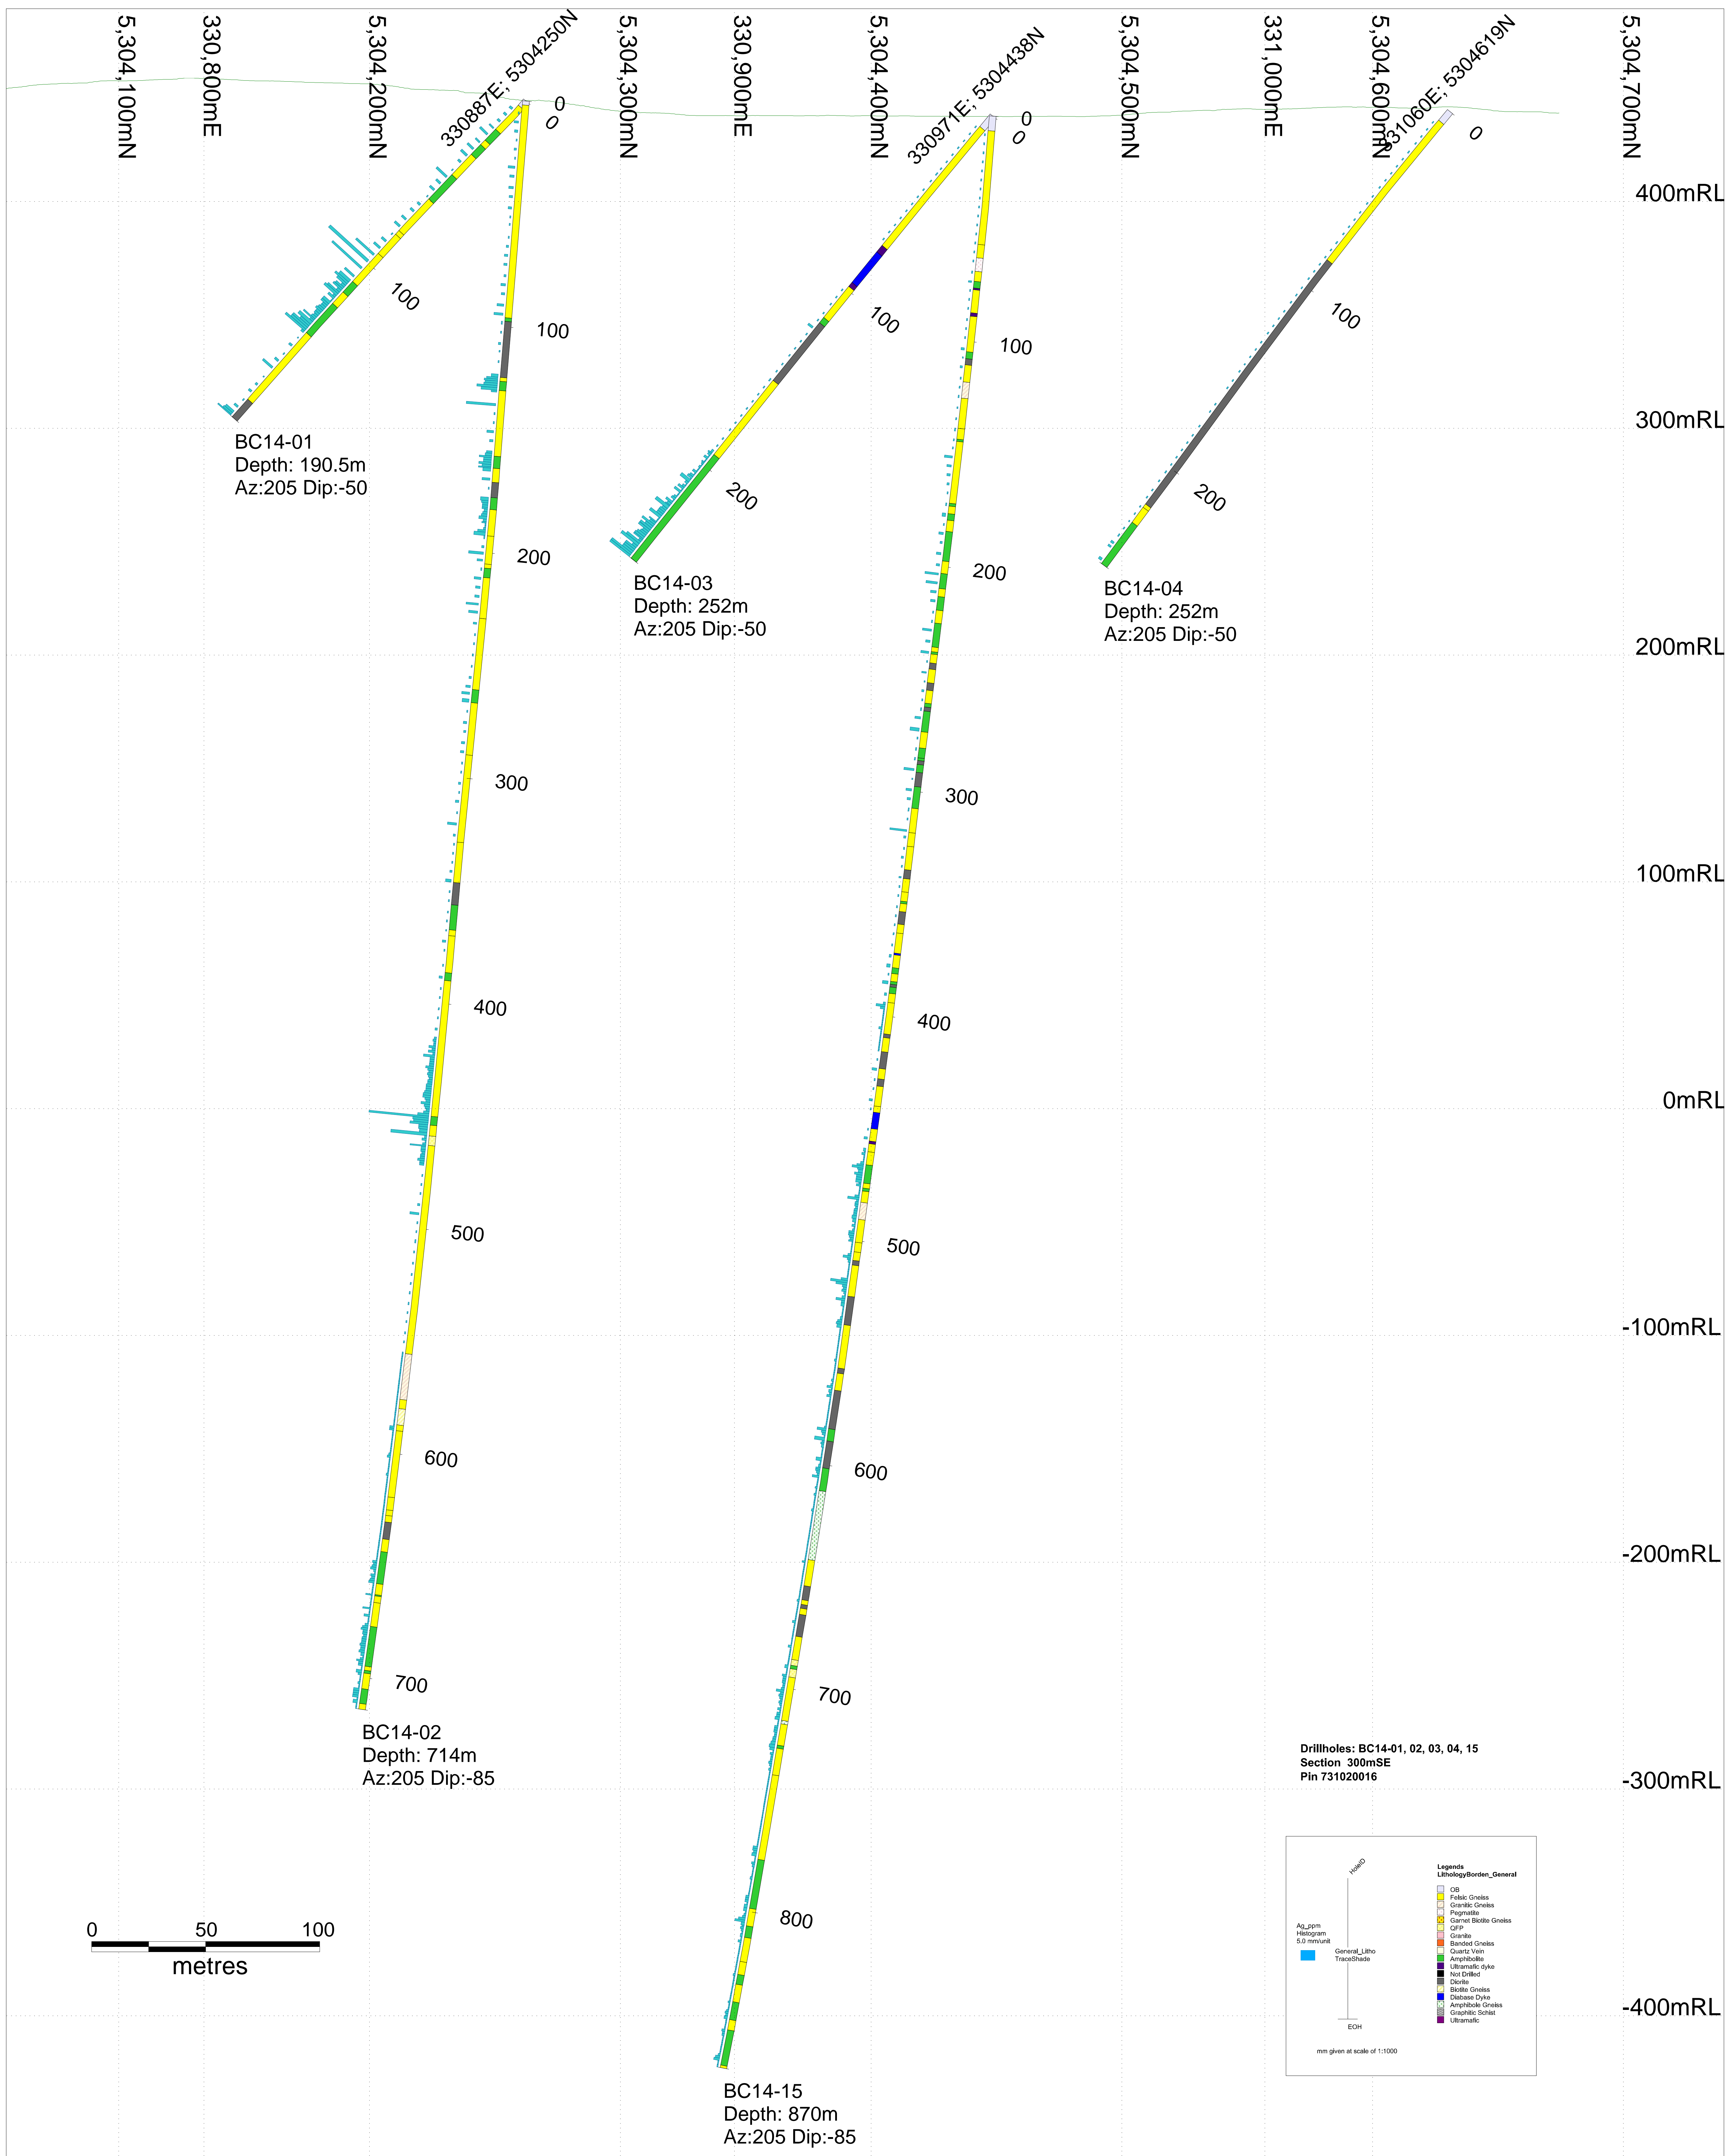 5,304,100mN
330,800mE
5,304,200mN
5,304,300mN
330,900mE
5,304,400mN
5,304,500mN
331,000mE
5,304,600mN
5,304,700mN
330887E; 5304250N
330971E; 5304438N
331060E; 5304619N
0
0
0
0
0
400mRL
300mRL
200mRL
100mRL
0mRL
-100mRL
-200mRL
-300mRL
-400mRL
100
BC14-01
Depth: 190.5m
Az:205 Dip:-50
100
200
300
400
500
600
700
BC14-02
Depth: 714m
Az:205 Dip:-85
100
200
BC14-03
Depth: 252m
Az:205 Dip:-50
100
200
300
400
500
600
700
800
BC14-15
Depth: 870m
Az:205 Dip:-85
100
200
BC14-04
Depth: 252m
Az:205 Dip:-50
Drillholes: BC14-01, 02, 03, 04, 15
Section 300mSE
Pin 731020016
0 50 100
metres
HoleID
Ag_ppm
Histogram
5.0 mm/unit
General_Litho
TraceShade
EOH
mm given at scale of 1:1000
Legends
LithologyBorden_General
OB
Felsic Gneiss
Granitic Gneiss
Pegmatite
Garnet Biotite Gneiss
QFP
Granite
Banded Gneiss
Quartz Vein
Amphibolite
Ultramafic dyke
Not Drilled
Diorite
Biotite Gneiss
Diabase Dyke
Amphibole Gneiss
Graphitic Schist
Ultramafic